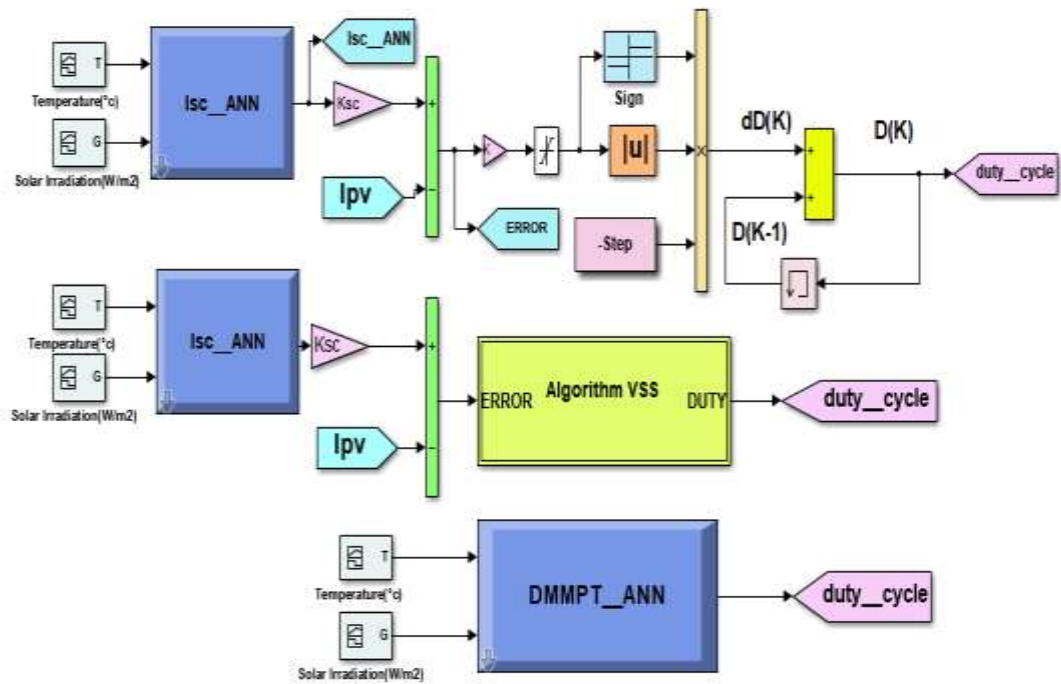 T
Temperature(°c)
G
Solar Irradiation(W/m2)
Isc__ANN
Isc__ANN
Ksc
+
Ipv
−
K
ERROR
Sign
|u|
-Step
X
dD(K)
D(K)
+
+
D(K-1)
duty__cycle
T
Temperature(°c)
G
Solar Irradiation(W/m2)
Isc__ANN
Ksc
+
Ipv
−
ERROR
Algorithm VSS
DUTY
duty__cycle
T
Temperature(°c)
G
Solar Irradiation(W/m2)
DMMPT__ANN
duty__cycle